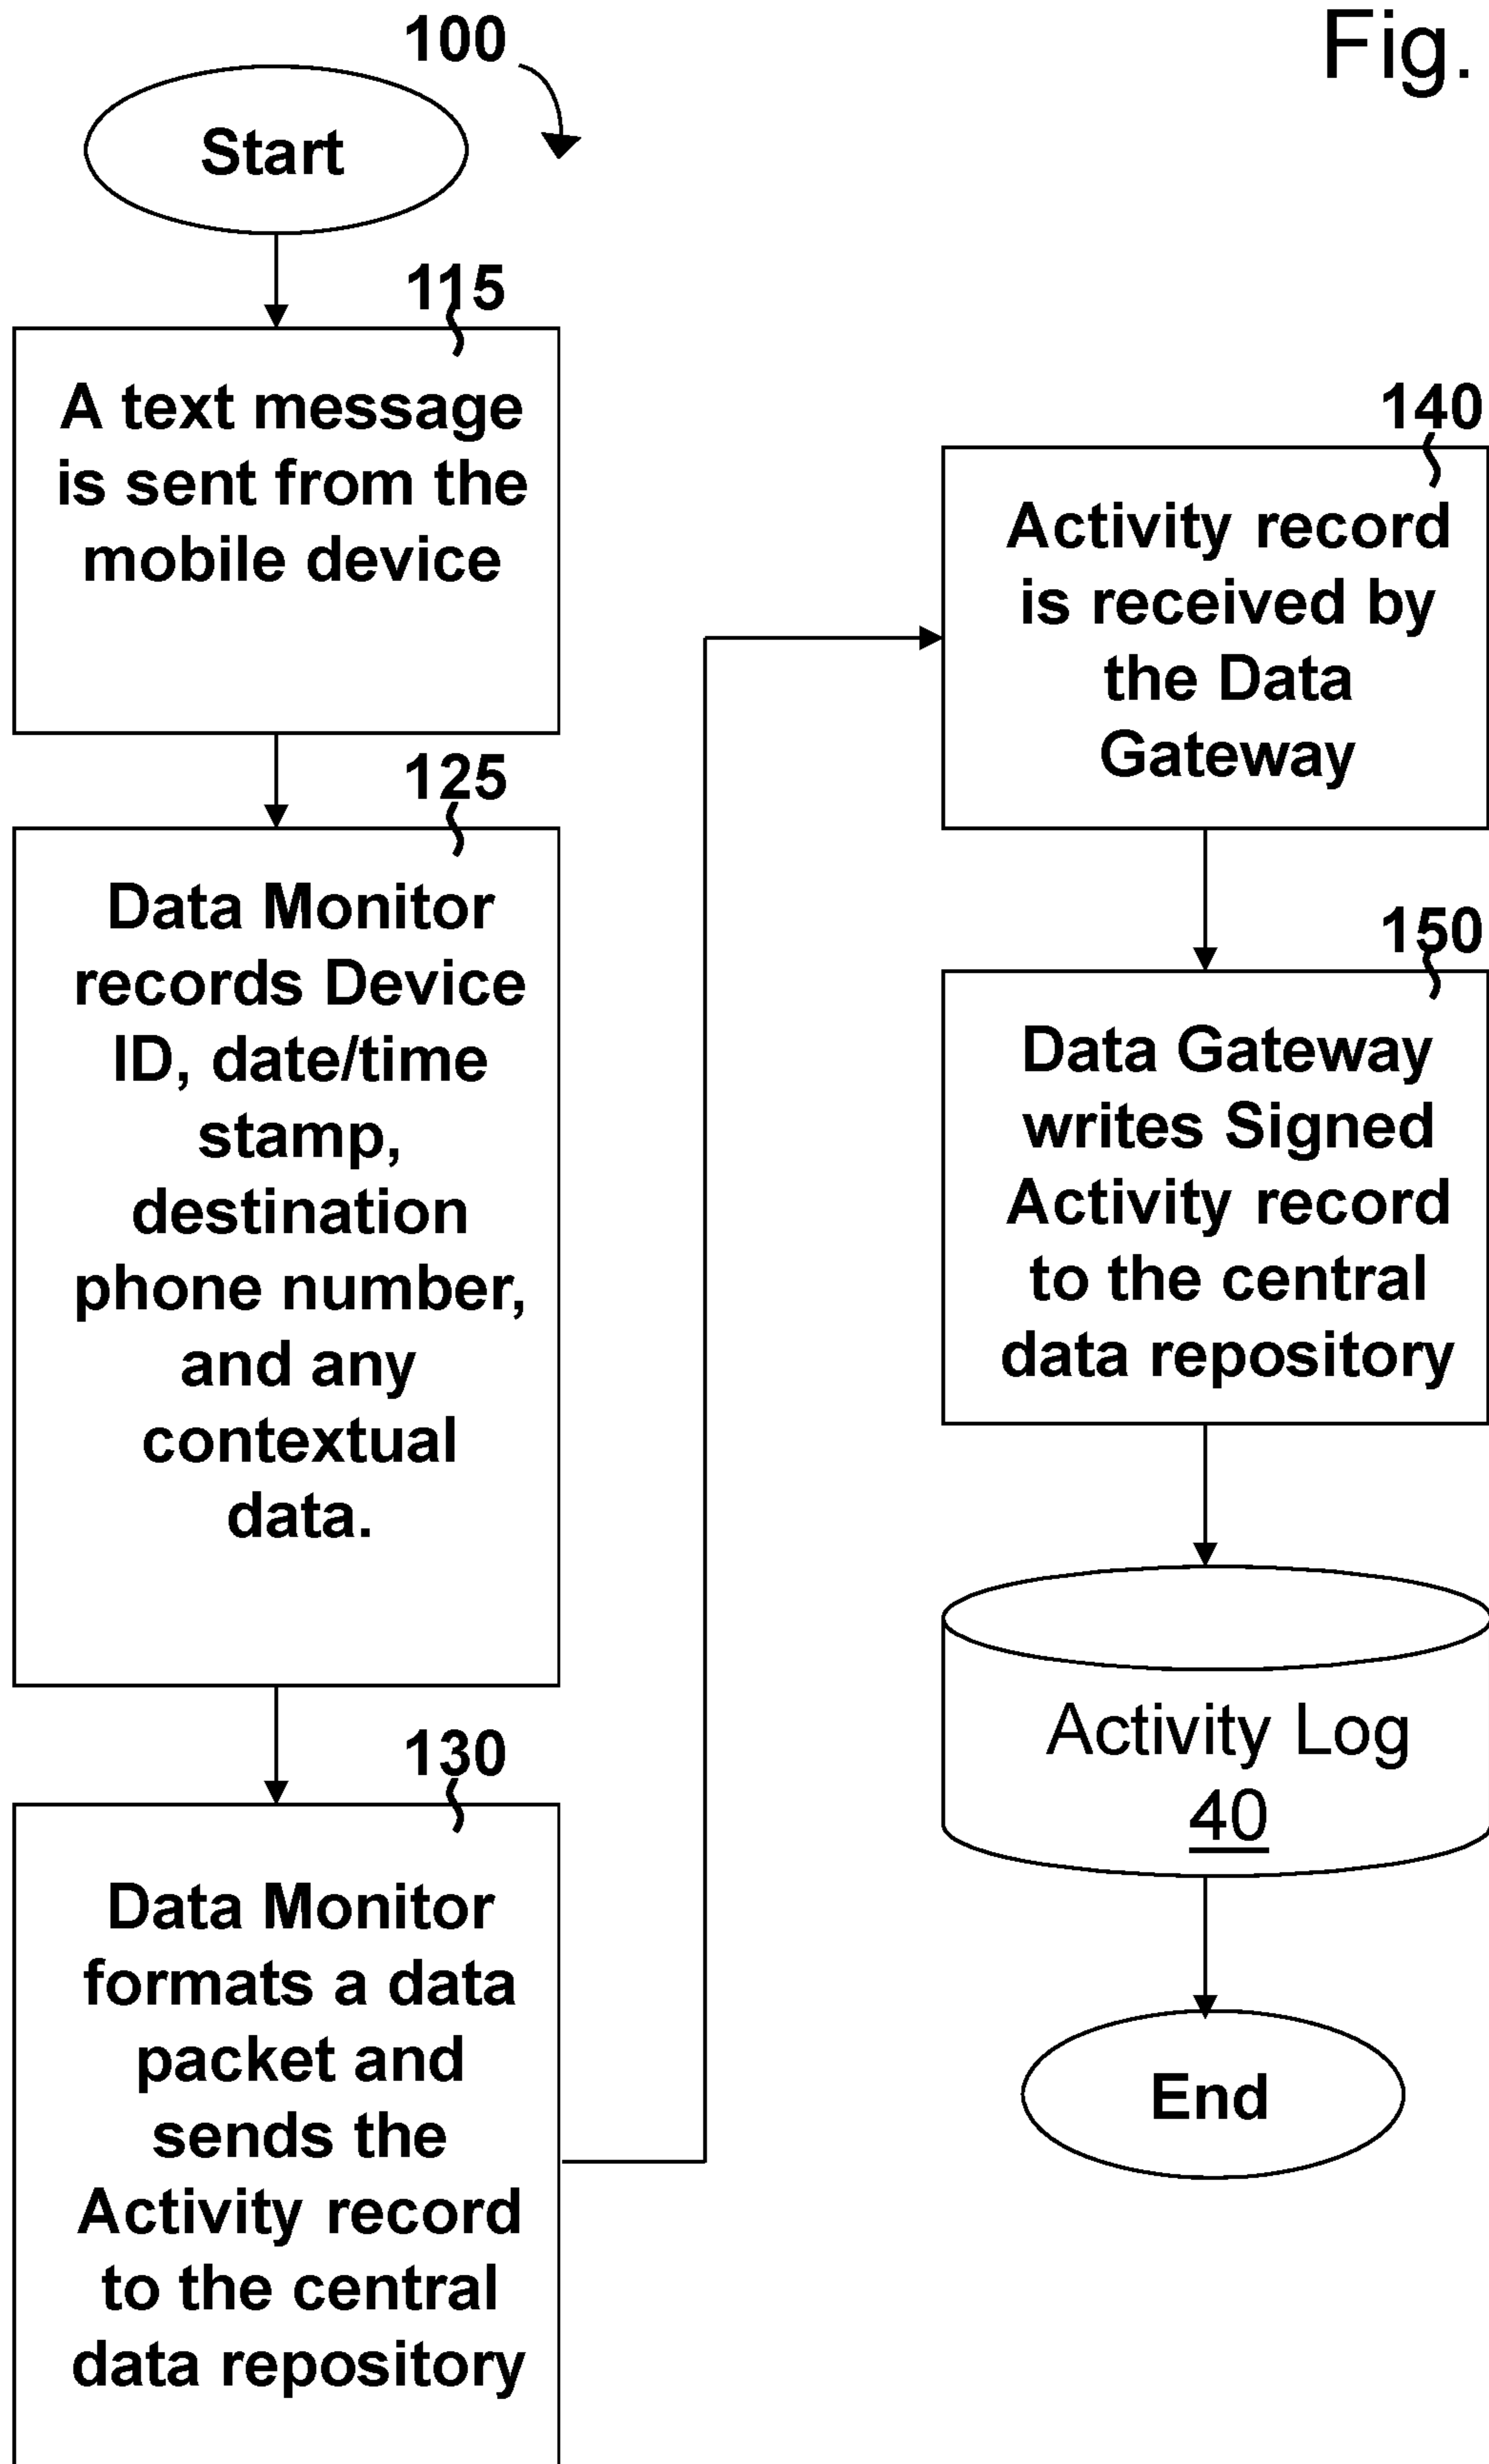 100
Fig.
Start
115
A text message
is sent from the
mobile device
125
Data Monitor
records Device
ID, date/time
stamp,
destination
phone number,
and any
contextual
data.
130
Data Monitor
formats a data
packet and
sends the
Activity record
to the central
data repository
140
Activity record
is received by
the Data
Gateway
150
Data Gateway
writes Signed
Activity record
to the central
data repository
Activity Log
40
End